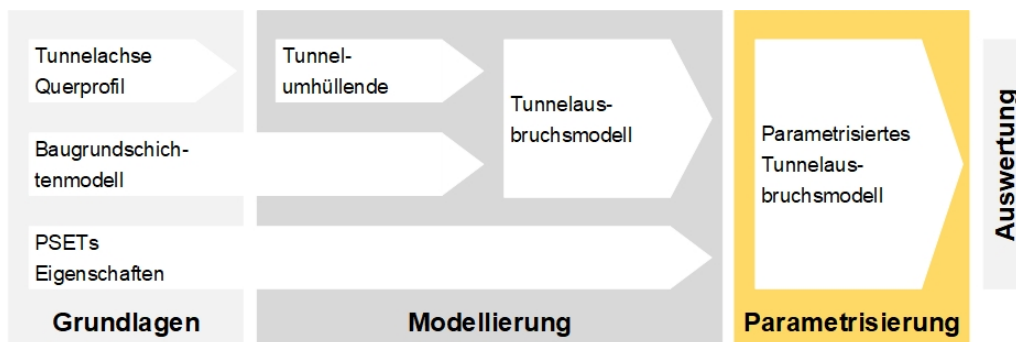 Tunnelachse
Querprofil
Tunnel-
umhüllende
Tunnelaus-
bruchsmodell
Baugrundschich-
tenmodell
PSETs
Eigenschaften
Parametrisiertes
Tunnelaus-
bruchsmodell
Auswertung
Grundlagen
Modellierung
Parametrisierung